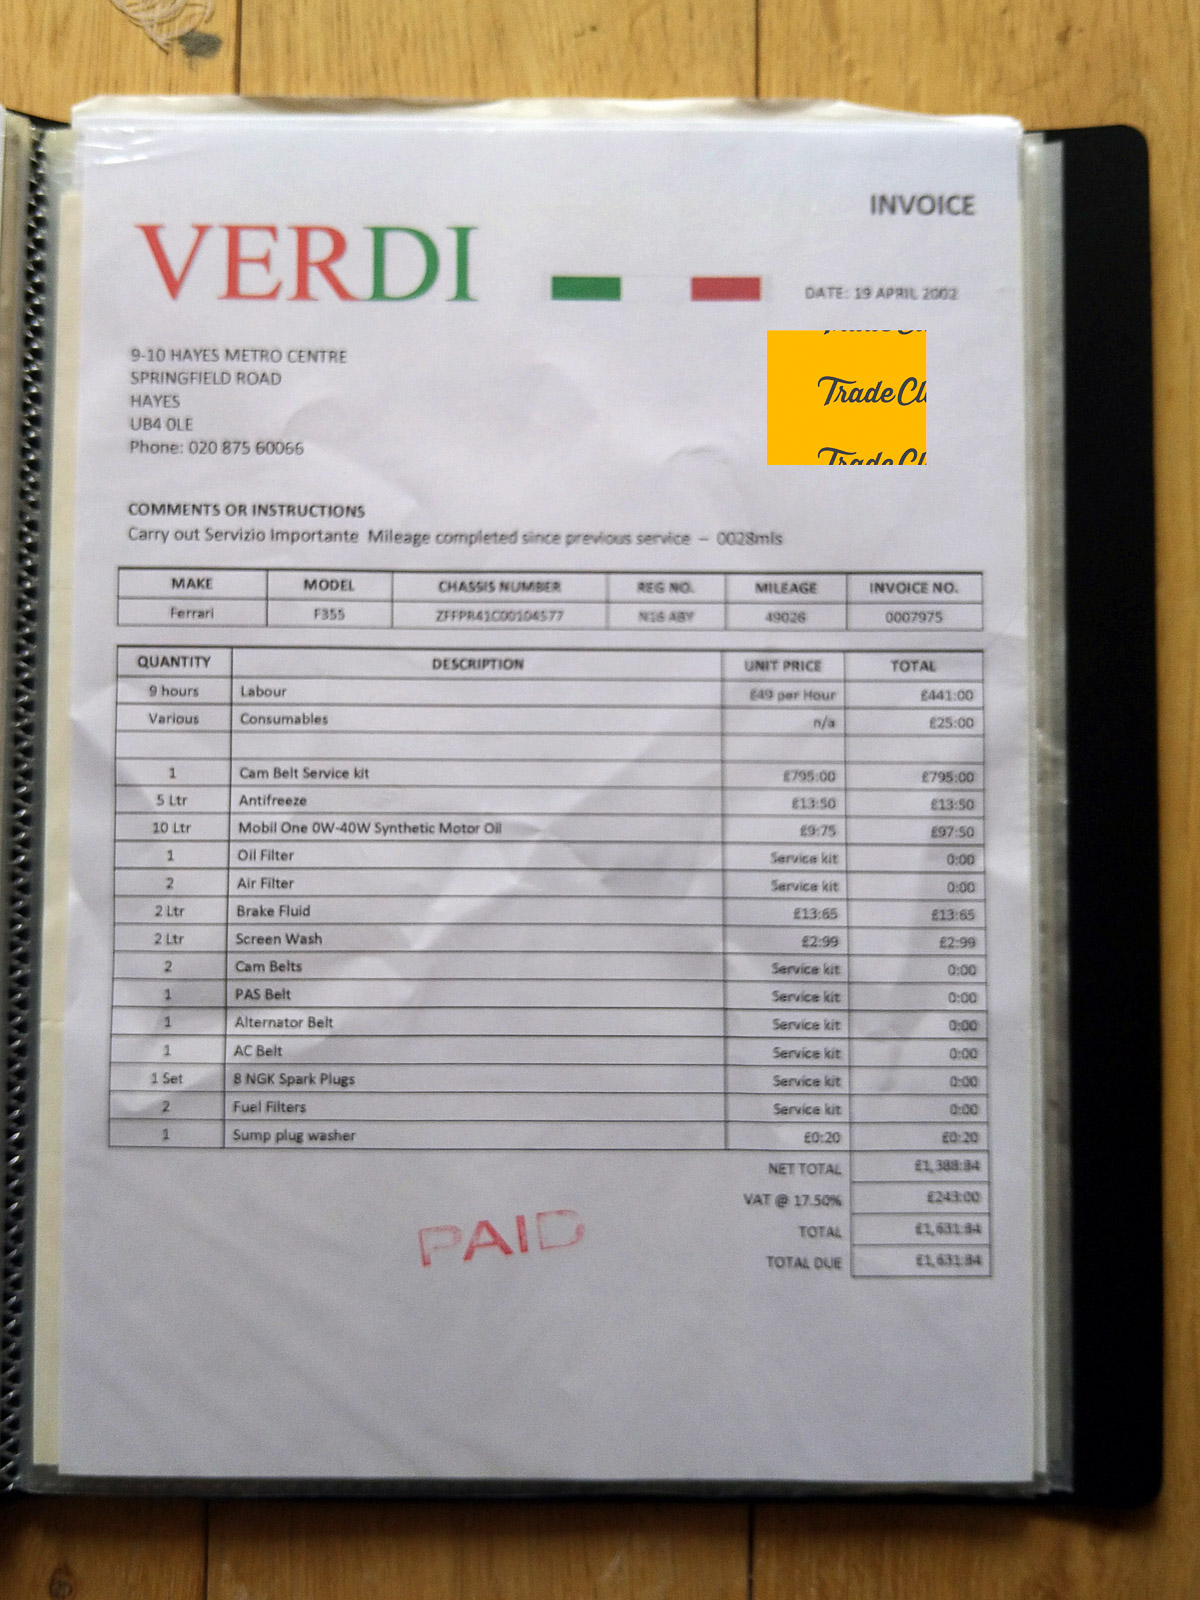 INVOICE
VERDI
DATE: 19 APRIL 2002
9-10 HAYES METRO CENTRE
SPRINGFIELD ROAD
HAYES
UB4 0LE
Phone: 020 875 60066
Trade Cl
COMMENTS OR INSTRUCTIONS
Carry out Servizio Importante Mileage completed since previous service – 0028mls
MAKE MODEL CHASSIS NUMBER REG NO. MILEAGE INVOICE NO.
Ferrari F355 ZFFPR41C00104577 N16 ABY 49026 0007975
QUANTITY DESCRIPTION UNIT PRICE TOTAL
9 hours Labour £49 per Hour £441:00
Various Consumables n/a £25:00
1 Cam Belt Service kit £795:00 £795:00
5 Ltr Antifreeze £13:50 £13:50
10 Ltr Mobil One 0W-40W Synthetic Motor Oil £9:75 £97:50
1 Oil Filter Service kit 0:00
2 Air Filter Service kit 0:00
2 Ltr Brake Fluid £13:65 £13:65
2 Ltr Screen Wash £2:99 £2:99
2 Cam Belts Service kit 0:00
1 PAS Belt Service kit 0:00
1 Alternator Belt Service kit 0:00
1 AC Belt Service kit 0:00
1 Set 8 NGK Spark Plugs Service kit 0:00
2 Fuel Filters Service kit 0:00
1 Sump plug washer £0:20 £0:20
NET TOTAL £1,388:84
VAT @ 17.50% £243:00
TOTAL £1,631:84
TOTAL DUE £1,631:84
PAID